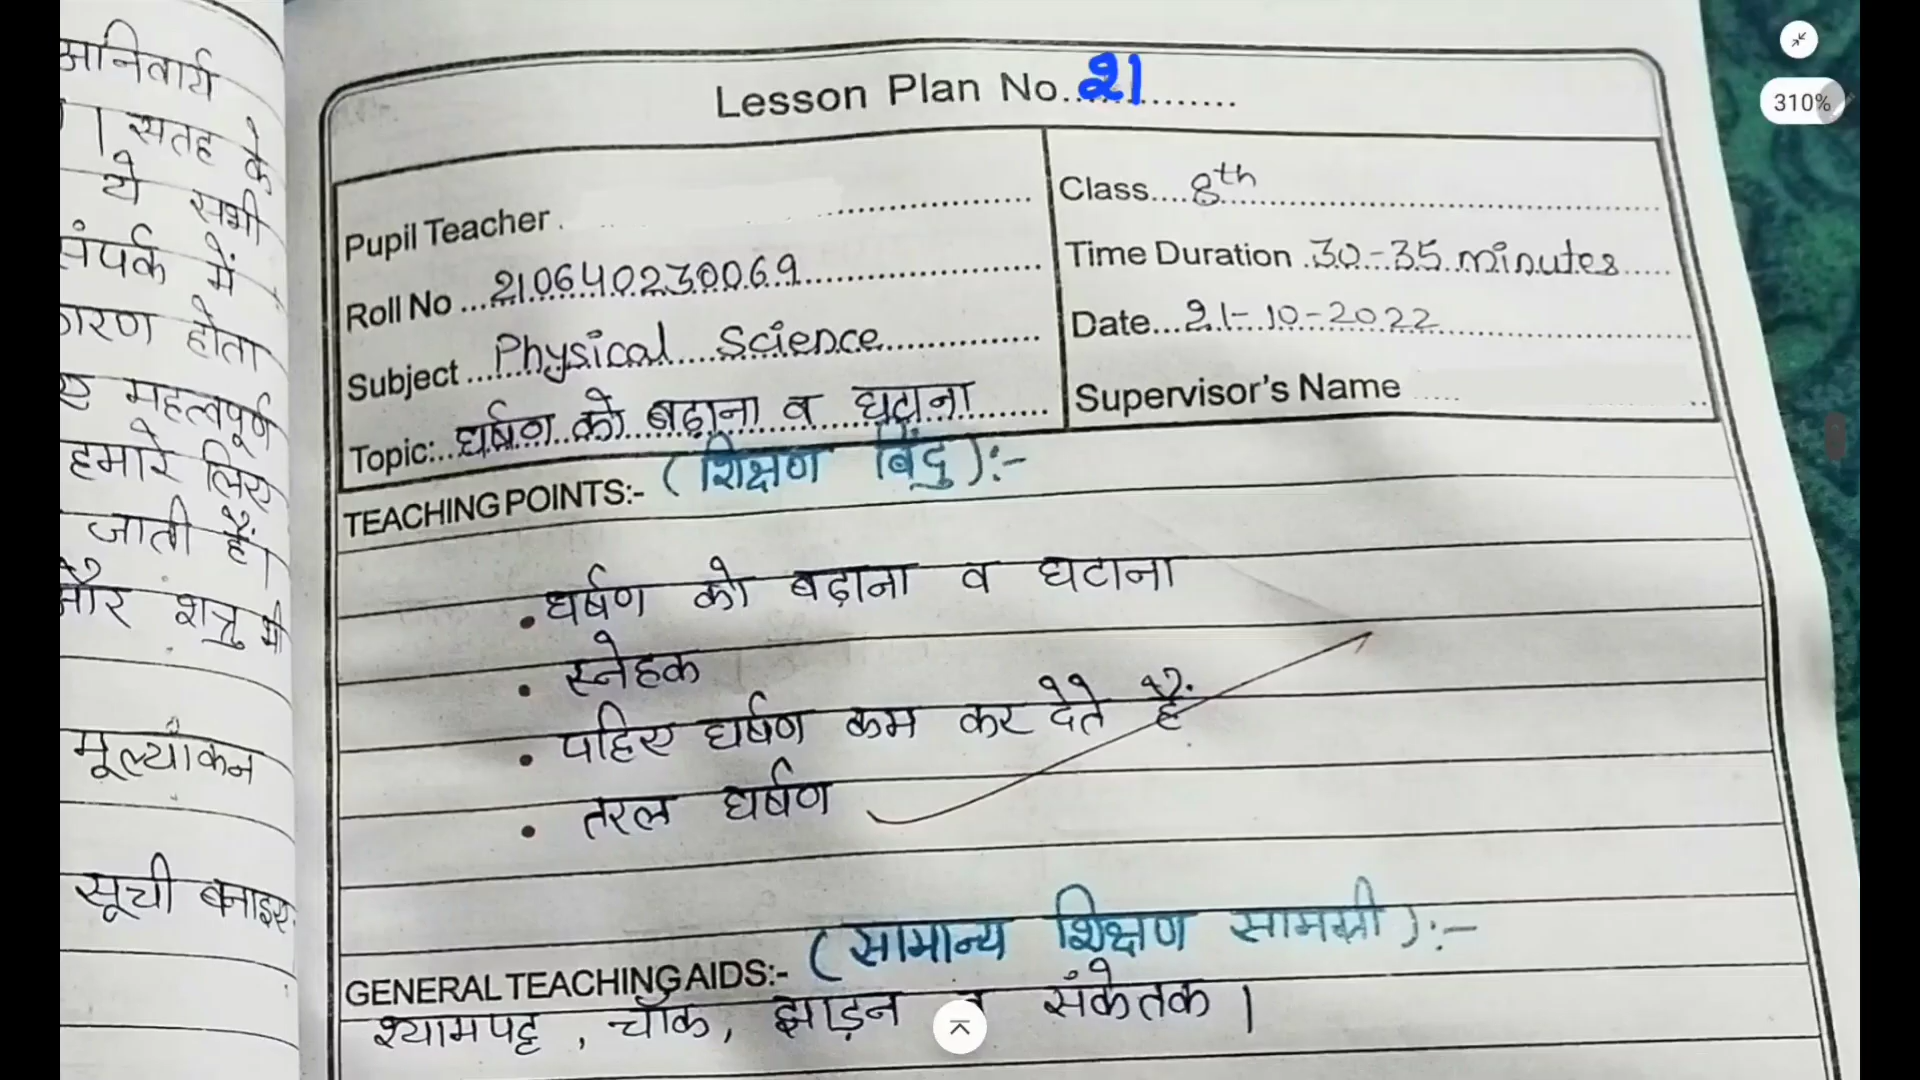 अनिवार्य
। सतह के
ये सभी
संपर्क में
कारण होता
महत्वपूर्ण
हमारे लिए
जाती हैं।
और शत्रु भी
मूल्याँकन
सूची बनाइए
310%
Lesson Plan No. 21
Pupil Teacher
Roll No 210640230069
Subject Physical Science
Topic: घर्षण को बढ़ाना व घटाना
Class 8th
Time Duration 30-35 minutes
Date 21-10-2022
Supervisor's Name
TEACHING POINTS:- (शिक्षण बिंदु):-
• घर्षण को बढ़ाना व घटाना
• स्नेहक
• पहिए घर्षण कम कर देते हैं
• तरल घर्षण
GENERAL TEACHING AIDS:- (सामान्य शिक्षण सामग्री):-
श्यामपट्ट, चॉक, झाड़न व संकेतक।